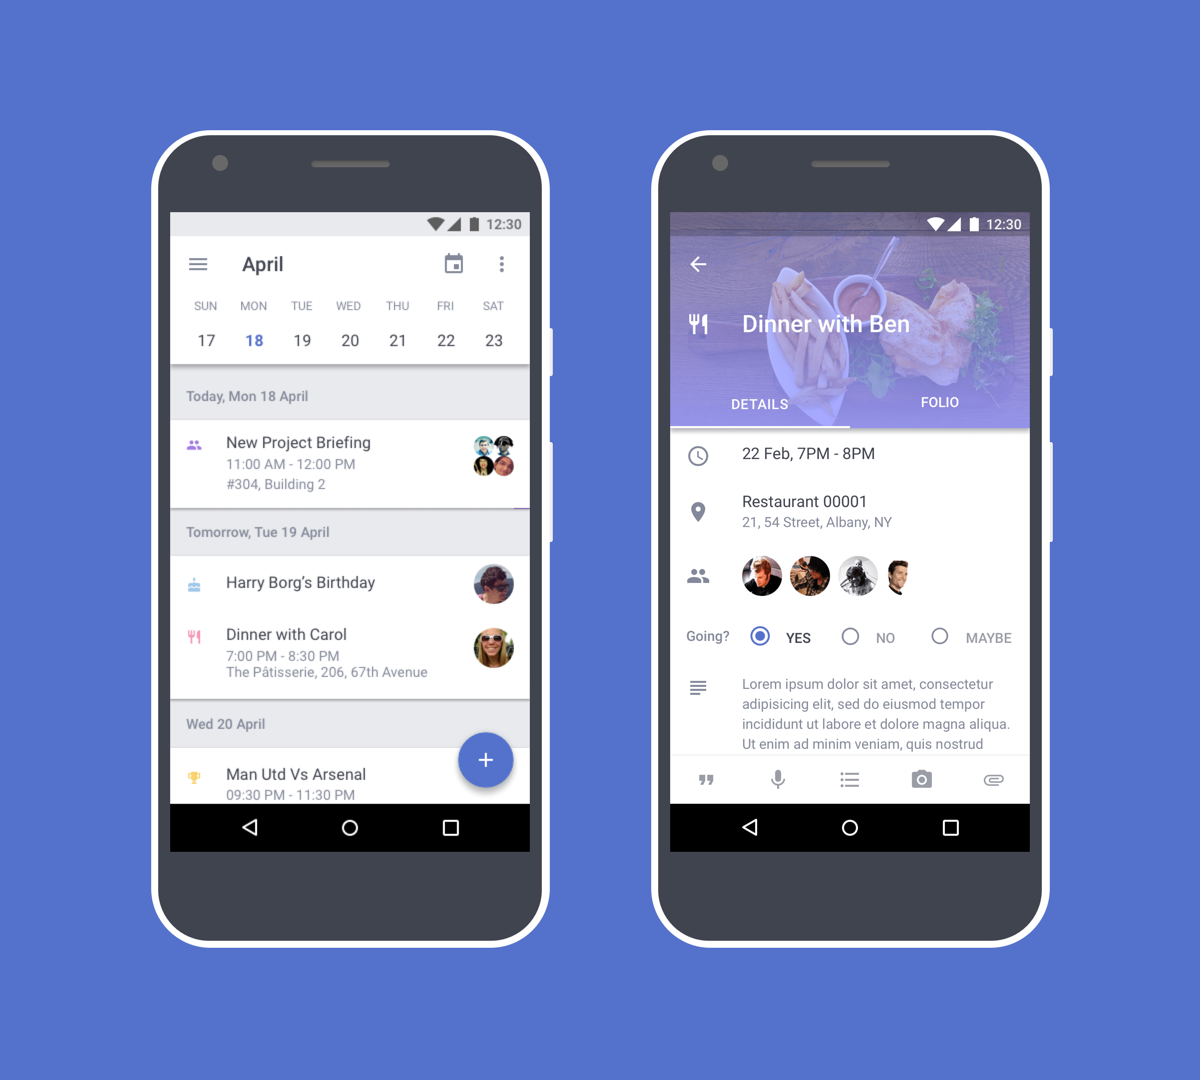 12:30
April
SUN MON TUE WED THU FRI SAT
17 18 19 20 21 22 23
Today, Mon 18 April
New Project Briefing
11:00 AM - 12:00 PM
#304, Building 2
Tomorrow, Tue 19 April
Harry Borg's Birthday
Dinner with Carol
7:00 PM - 8:30 PM
The Pâtisserie, 206, 67th Avenue
Wed 20 April
Man Utd Vs Arsenal
09:30 PM - 11:30 PM
12:30
Dinner with Ben
DETAILS FOLIO
22 Feb, 7PM - 8PM
Restaurant 00001
21, 54 Street, Albany, NY
Going? YES NO MAYBE
Lorem ipsum dolor sit amet, consectetur
adipisicing elit, sed do eiusmod tempor
incididunt ut labore et dolore magna aliqua.
Ut enim ad minim veniam, quis nostrud